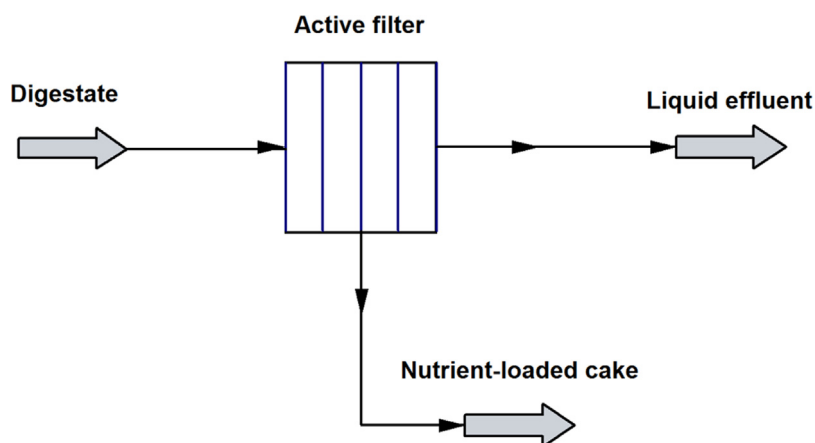 Active filter
Digestate
Liquid effluent
Nutrient-loaded cake